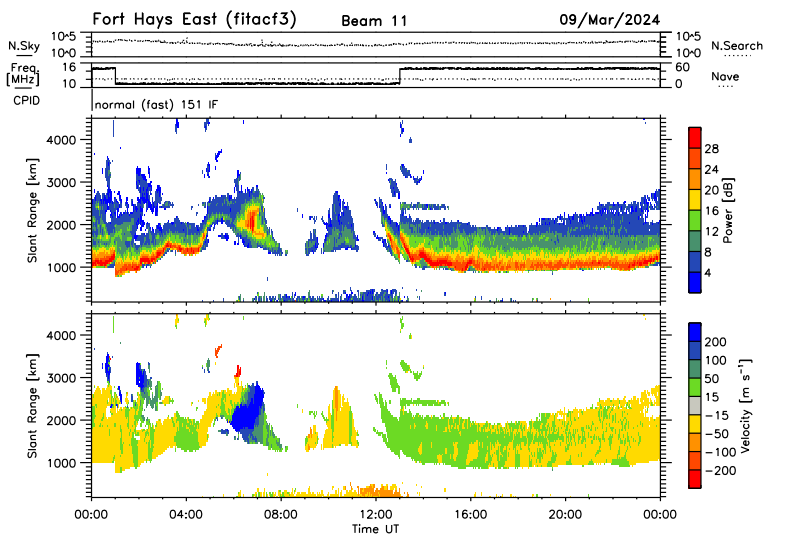 Fort Hays East (fitacf3) Beam 11 09/Mar/2024
N.Sky 10^5 10^0 10^5 10^0 N.Search
Freq. [MHz] 16 10 60 0 Nave
CPID normal (fast) 151 IF
Slant Range [km] 4000 3000 2000 1000
28 24 20 16 12 8 4 Power [dB]
Slant Range [km] 4000 3000 2000 1000
200 100 50 15 −15 −50 −100 −200 Velocity [m s⁻¹]
00:00 04:00 08:00 12:00 16:00 20:00 00:00
Time UT